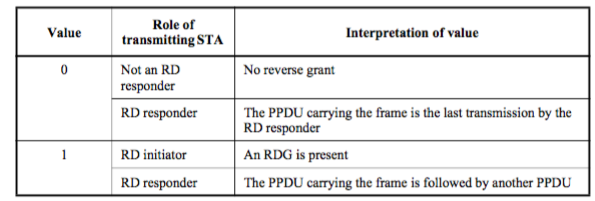 Value
Role of
transmitting STA
Interpretation of value
0
Not an RD
responder
No reverse grant
RD responder
The PPDU carrying the frame is the last transmission by the
RD responder
1
RD initiator
An RDG is present
RD responder
The PPDU carrying the frame is followed by another PPDU